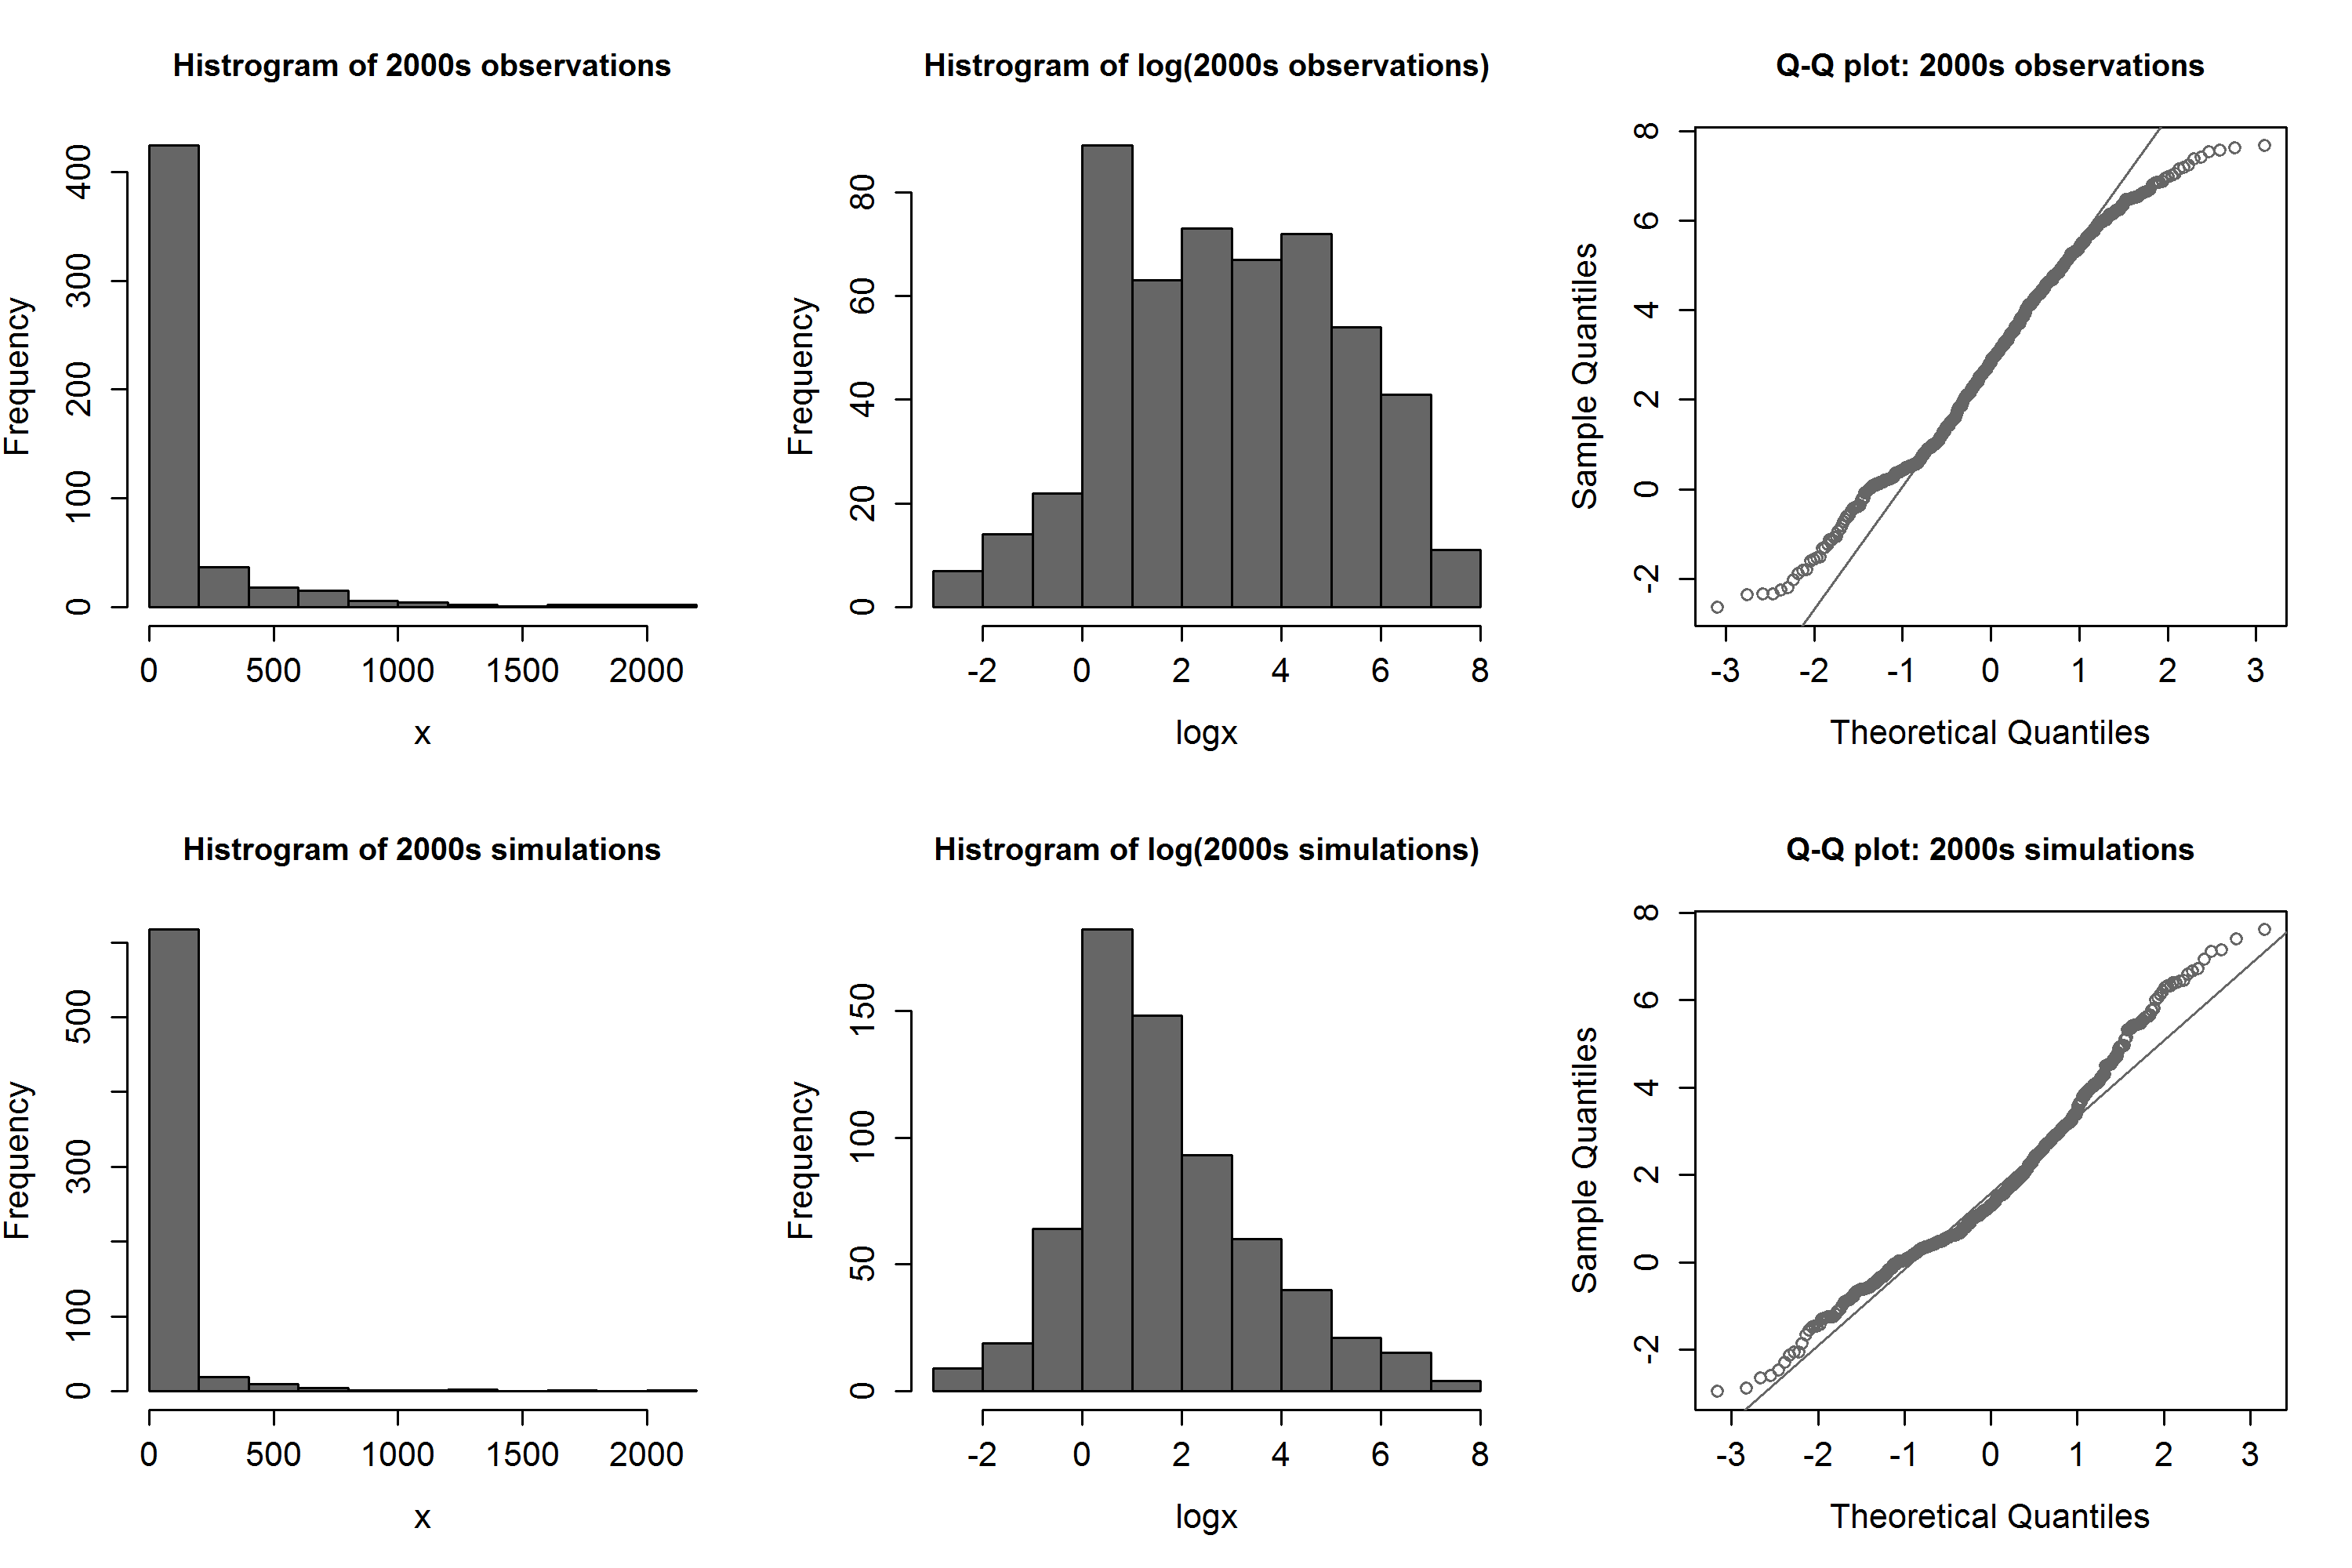 Histrogram of 2000s observations
Frequency
0 100 200 300 400
0 500 1000 1500 2000
x
Histrogram of log(2000s observations)
Frequency
0 20 40 60 80
-2 0 2 4 6 8
logx
Q-Q plot: 2000s observations
Sample Quantiles
-2 0 2 4 6 8
-3 -2 -1 0 1 2 3
Theoretical Quantiles
Histrogram of 2000s simulations
Frequency
0 100 300 500
0 500 1000 1500 2000
x
Histrogram of log(2000s simulations)
Frequency
0 50 100 150
-2 0 2 4 6 8
logx
Q-Q plot: 2000s simulations
Sample Quantiles
-2 0 2 4 6 8
-3 -2 -1 0 1 2 3
Theoretical Quantiles